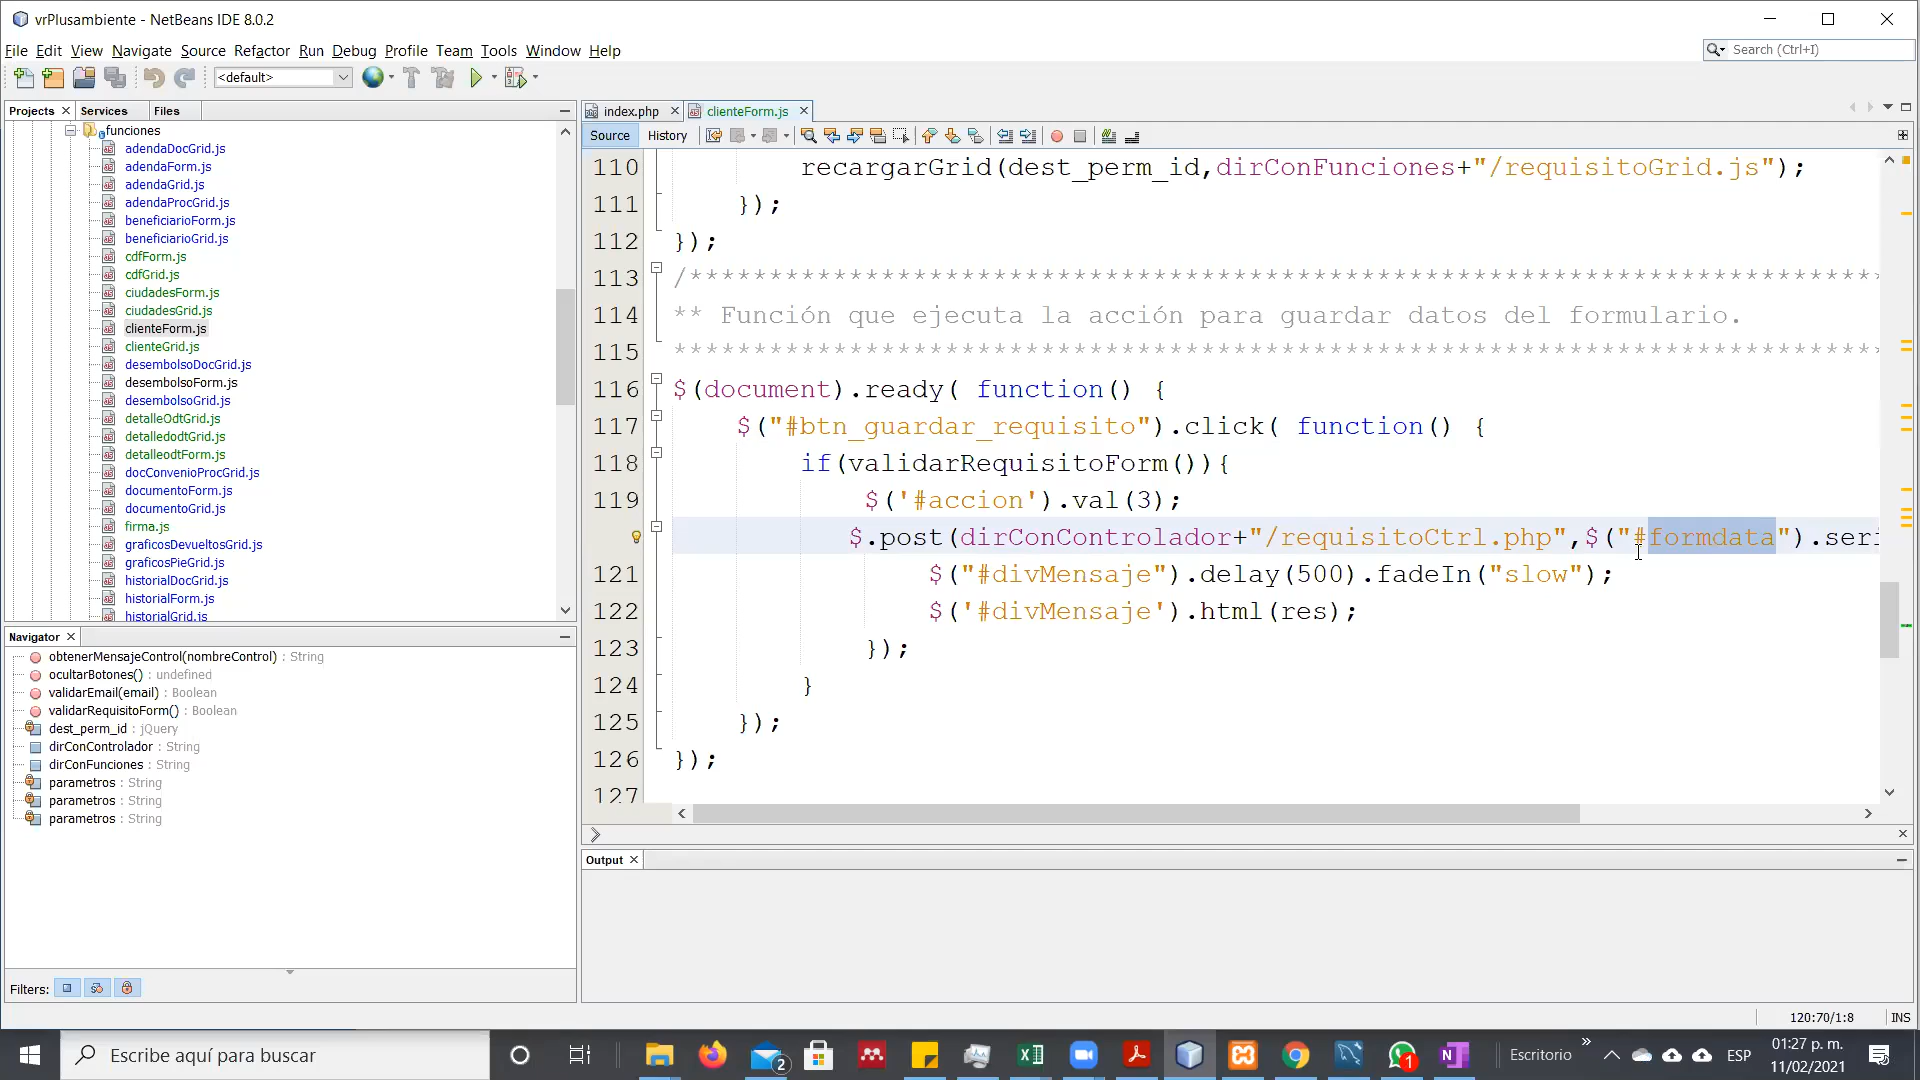 vrPlusambiente - NetBeans IDE 8.0.2
File Edit View Navigate Source Refactor Run Debug Profile Team Tools Window Help
Search (Ctrl+I)
<default>
Projects Services Files
funciones
adendaDocGrid.js
adendaForm.js
adendaGrid.js
adendaProcGrid.js
beneficiarioForm.js
beneficiarioGrid.js
cdfForm.js
cdfGrid.js
ciudadesForm.js
ciudadesGrid.js
clienteForm.js
clienteGrid.js
desembolsoDocGrid.js
desembolsoForm.js
desembolsoGrid.js
detalleOdtGrid.js
detalledodtGrid.js
detalleodtForm.js
docConvenioProcGrid.js
documentoForm.js
documentoGrid.js
firma.js
graficosDevueltosGrid.js
graficosPieGrid.js
historialDocGrid.js
historialForm.js
historialGrid.js
Navigator
obtenerMensajeControl(nombreControl) : String
ocultarBotones() : undefined
validarEmail(email) : Boolean
validarRequisitoForm() : Boolean
dest_perm_id : jQuery
dirConControlador : String
dirConFunciones : String
parametros : String
parametros : String
parametros : String
Filters:
index.php clienteForm.js
Source History
110 recargarGrid(dest_perm_id,dirConFunciones+"/requisitoGrid.js");
111 });
112 });
113 /***************************************************************************
114 ** Función que ejecuta la acción para guardar datos del formulario.
115 ****************************************************************************
116 $(document).ready( function() {
117 $("#btn_guardar_requisito").click( function() {
118 if(validarRequisitoForm()){
119 $('#accion').val(3);
$.post(dirConControlador+"/requisitoCtrl.php",$("#formdata").seri
121 $("#divMensaje").delay(500).fadeIn("slow");
122 $('#divMensaje').html(res);
123 });
124 }
125 });
126 });
127
Output
120:70/1:8 INS
Escribe aquí para buscar
2
1
Escritorio
ESP
01:27 p. m.
11/02/2021